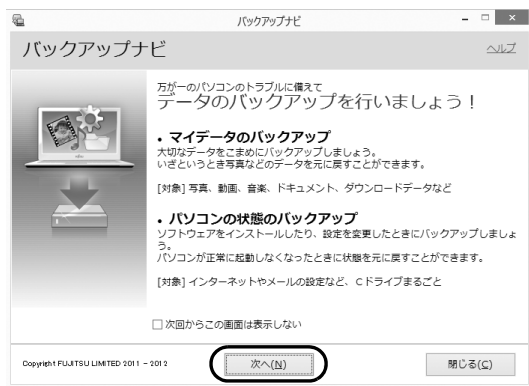 バックアップナビ
バックアップナビ
ヘルプ
万が一のパソコンのトラブルに備えて
データのバックアップを行いましょう！
・マイデータのバックアップ
大切なデータをこまめにバックアップしましょう。
いざというとき写真などのデータを元に戻すことができます。
[対象] 写真、動画、音楽、ドキュメント、ダウンロードデータなど
・パソコンの状態のバックアップ
ソフトウェアをインストールしたり、設定を変更したときにバックアップしましょ
う。
パソコンが正常に起動しなくなったときに状態を元に戻すことができます。
[対象] インターネットやメールの設定など、Cドライブまるごと
次回からこの画面は表示しない
Copyright FUJITSU LIMITED 2011 - 2012
次へ(N)
閉じる(C)